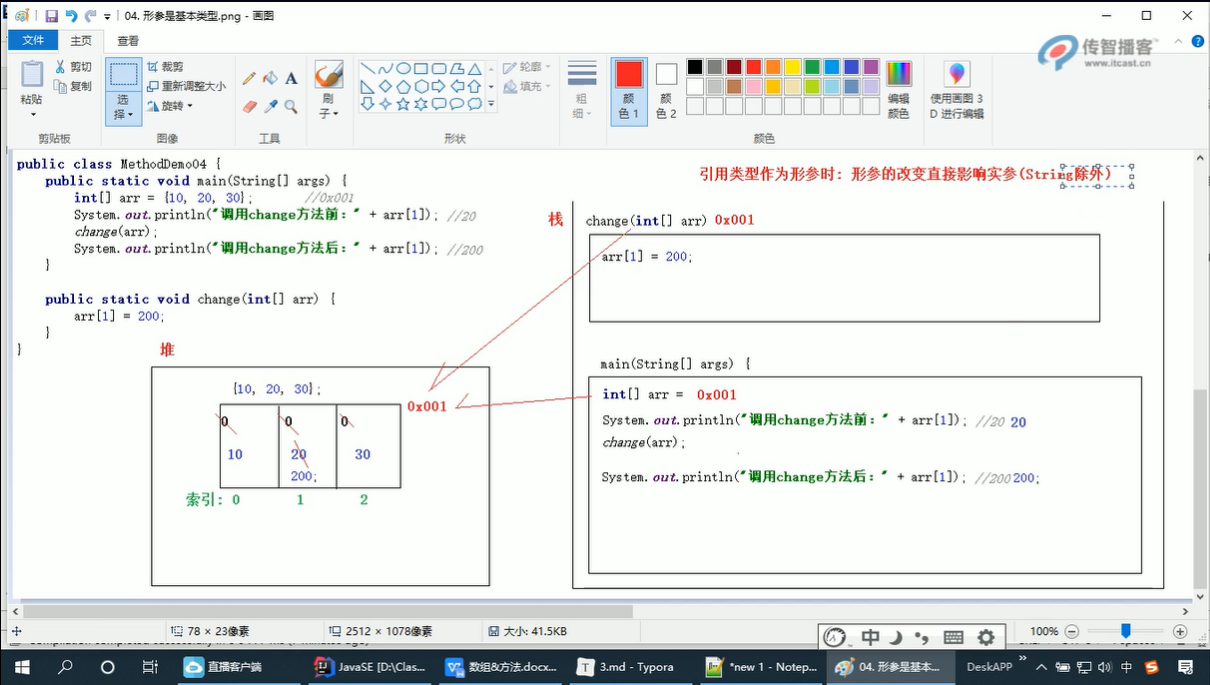 04. 形参是基本类型.png - 画图
文件 主页 查看
传智播客
www.itcast.cn
粘贴
剪切
复制
剪贴板
选择
裁剪
重新调整大小
旋转
图像
A
工具
刷子
形状
轮廓
填充
粗细
颜色 1
颜色 2
颜色
编辑颜色
使用画图 3D 进行编辑
public class MethodDemo04 {
public static void main(String[] args) {
int[] arr = {10, 20, 30}; //0x001
System.out.println("调用change方法前:" + arr[1]); //20
change(arr);
System.out.println("调用change方法后:" + arr[1]); //200
}
public static void change(int[] arr) {
arr[1] = 200;
}
}
堆
{10, 20, 30};
0x001
0 0 0
10 20 30
200;
索引: 0 1 2
引用类型作为形参时: 形参的改变直接影响实参(String除外)
栈
change(int[] arr) 0x001
arr[1] = 200;
main(String[] args) {
int[] arr = 0x001
System.out.println("调用change方法前:" + arr[1]); //20 20
change(arr);
System.out.println("调用change方法后:" + arr[1]); //200 200;
78 × 23像素
2512 × 1078像素
大小: 41.5KB
中
100%
直播客户端
JavaSE [D:\Clas...
数组&方法.docx...
3.md - Typora
*new 1 - Notep...
04. 形参是基本...
DeskAPP
中